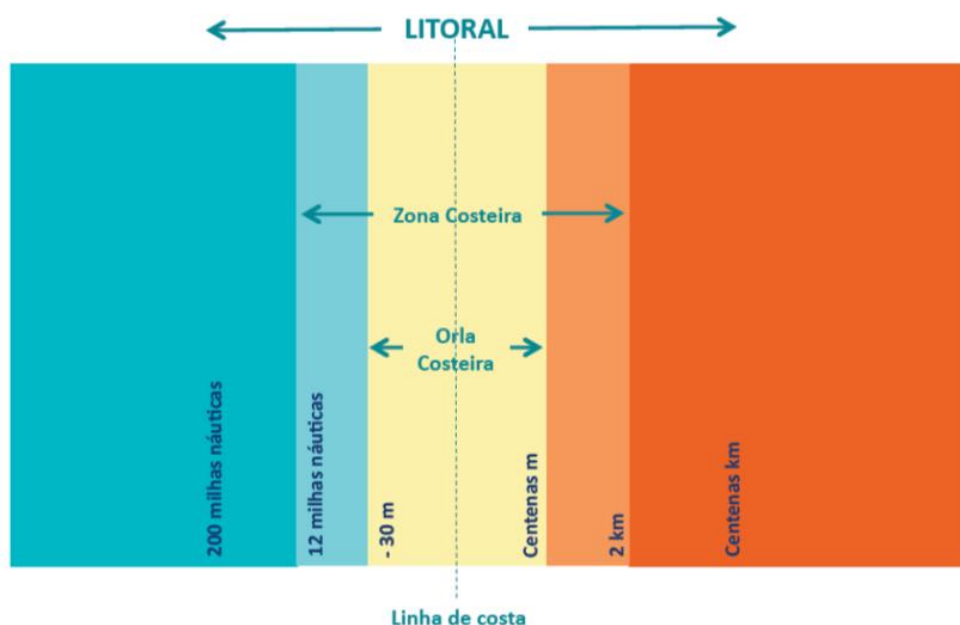 LITORAL
Zona Costeira
Orla
Costeira
200 milhas náuticas
12 milhas náuticas
- 30 m
Centenas m
2 km
Centenas km
Linha de costa